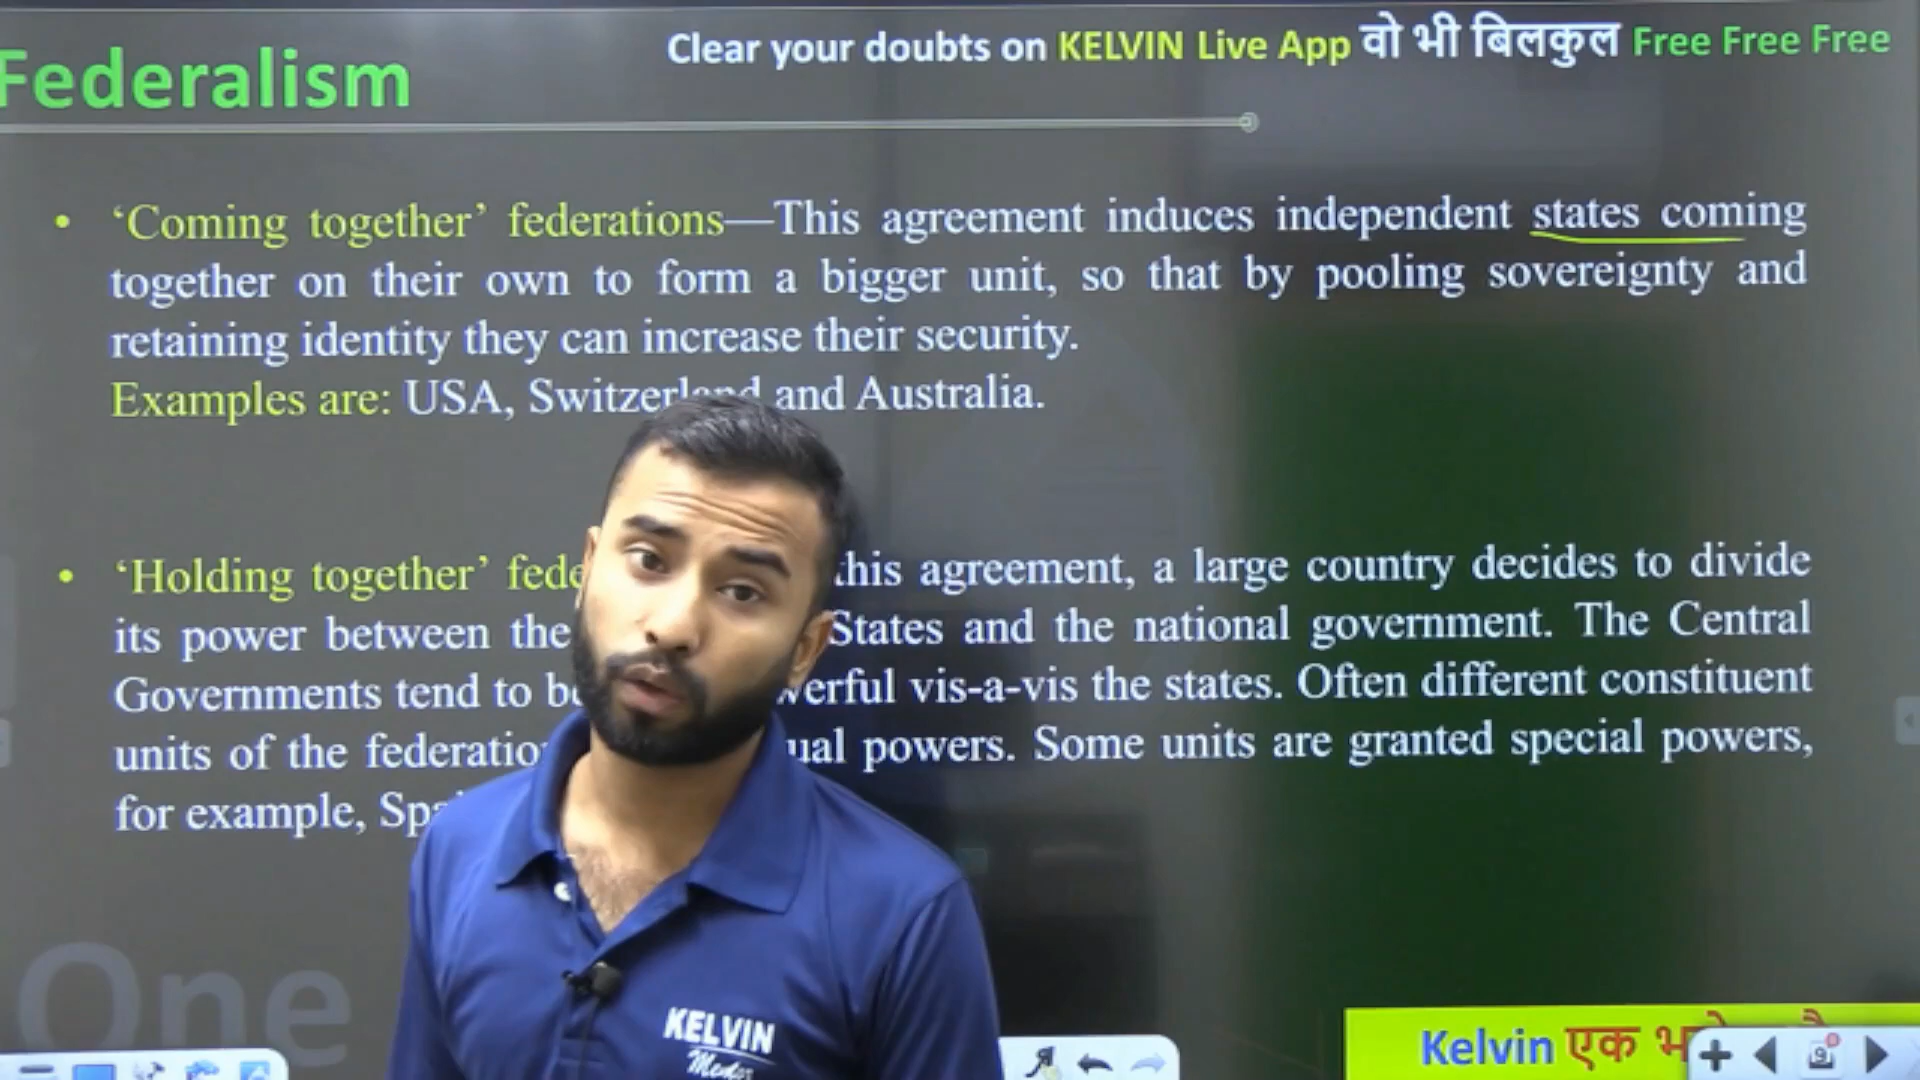 Federalism
Clear your doubts on KELVIN Live App वो भी बिलकुल Free Free Free
• ‘Coming together’ federations—This agreement induces independent states coming
together on their own to form a bigger unit, so that by pooling sovereignty and
retaining identity they can increase their security.
Examples are: USA, Switzerland and Australia.
• ‘Holding together’ this agreement, a large country decides to divide
its power between the States and the national government. The Central
Governments tend to vis-a-vis the states. Often different constituent
units of the powers. Some units are granted special powers,
for example,
One
KELVIN
Kelvin एक